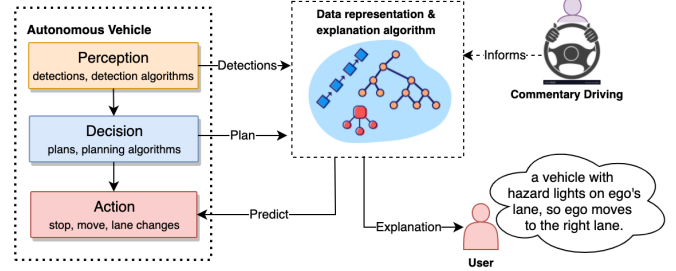 Autonomous Vehicle
Perception
detections, detection algorithms
Detections
Decision
plans, planning algorithms
Plan
Action
stop, move, lane changes
Predict
Data representation &
explanation algorithm
Informs
Commentary Driving
Explanation
User
a vehicle with
hazard lights on ego's
lane, so ego moves
to the right lane.